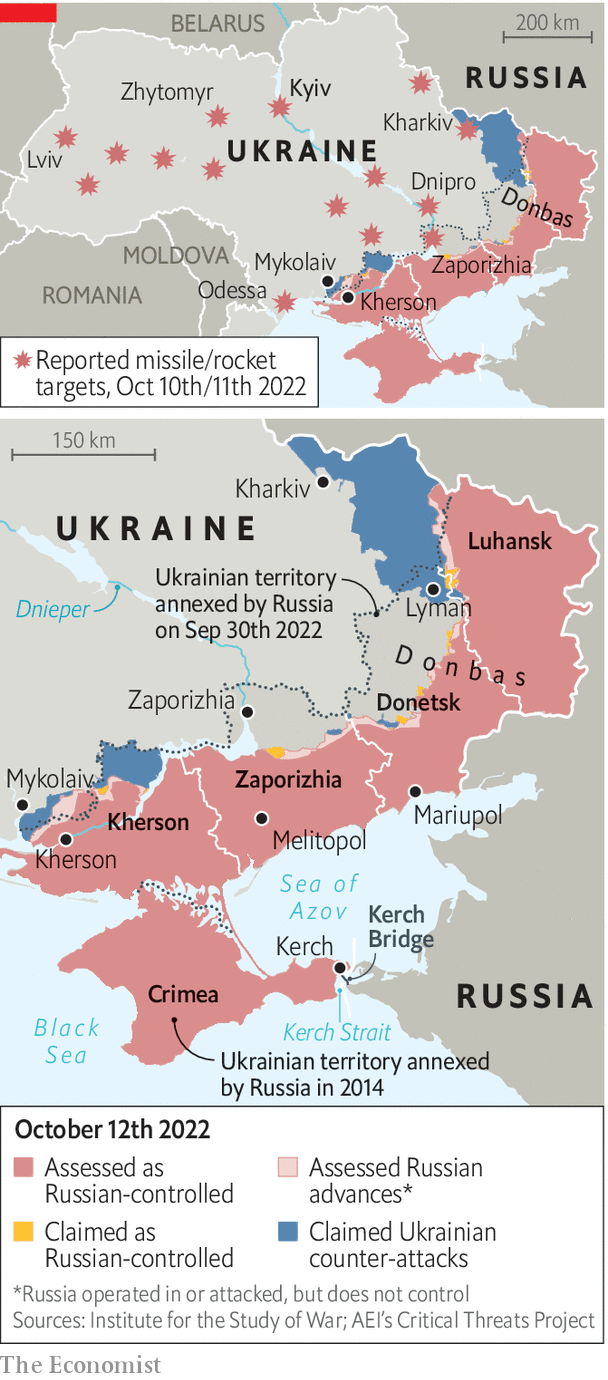 BELARUS
200 km
RUSSIA
Zhytomyr
Kyiv
Kharkiv
Lviv
UKRAINE
Dnipro
Donbas
MOLDOVA
Mykolaiv
Zaporizhia
ROMANIA
Odessa
Kherson
Reported missile/rocket
targets, Oct 10th/11th 2022
150 km
Kharkiv
UKRAINE
Luhansk
Ukrainian territory
annexed by Russia
on Sep 30th 2022
Dnieper
Lyman
Donbas
Zaporizhia
Donetsk
Mykolaiv
Zaporizhia
Mariupol
Kherson
Melitopol
Kherson
Sea of
Azov
Kerch
Bridge
Kerch
Crimea
RUSSIA
Black
Sea
Kerch Strait
Ukrainian territory annexed
by Russia in 2014
October 12th 2022
Assessed as
Russian-controlled
Assessed Russian
advances*
Claimed as
Russian-controlled
Claimed Ukrainian
counter-attacks
*Russia operated in or attacked, but does not control
Sources: Institute for the Study of War; AEI's Critical Threats Project
The Economist